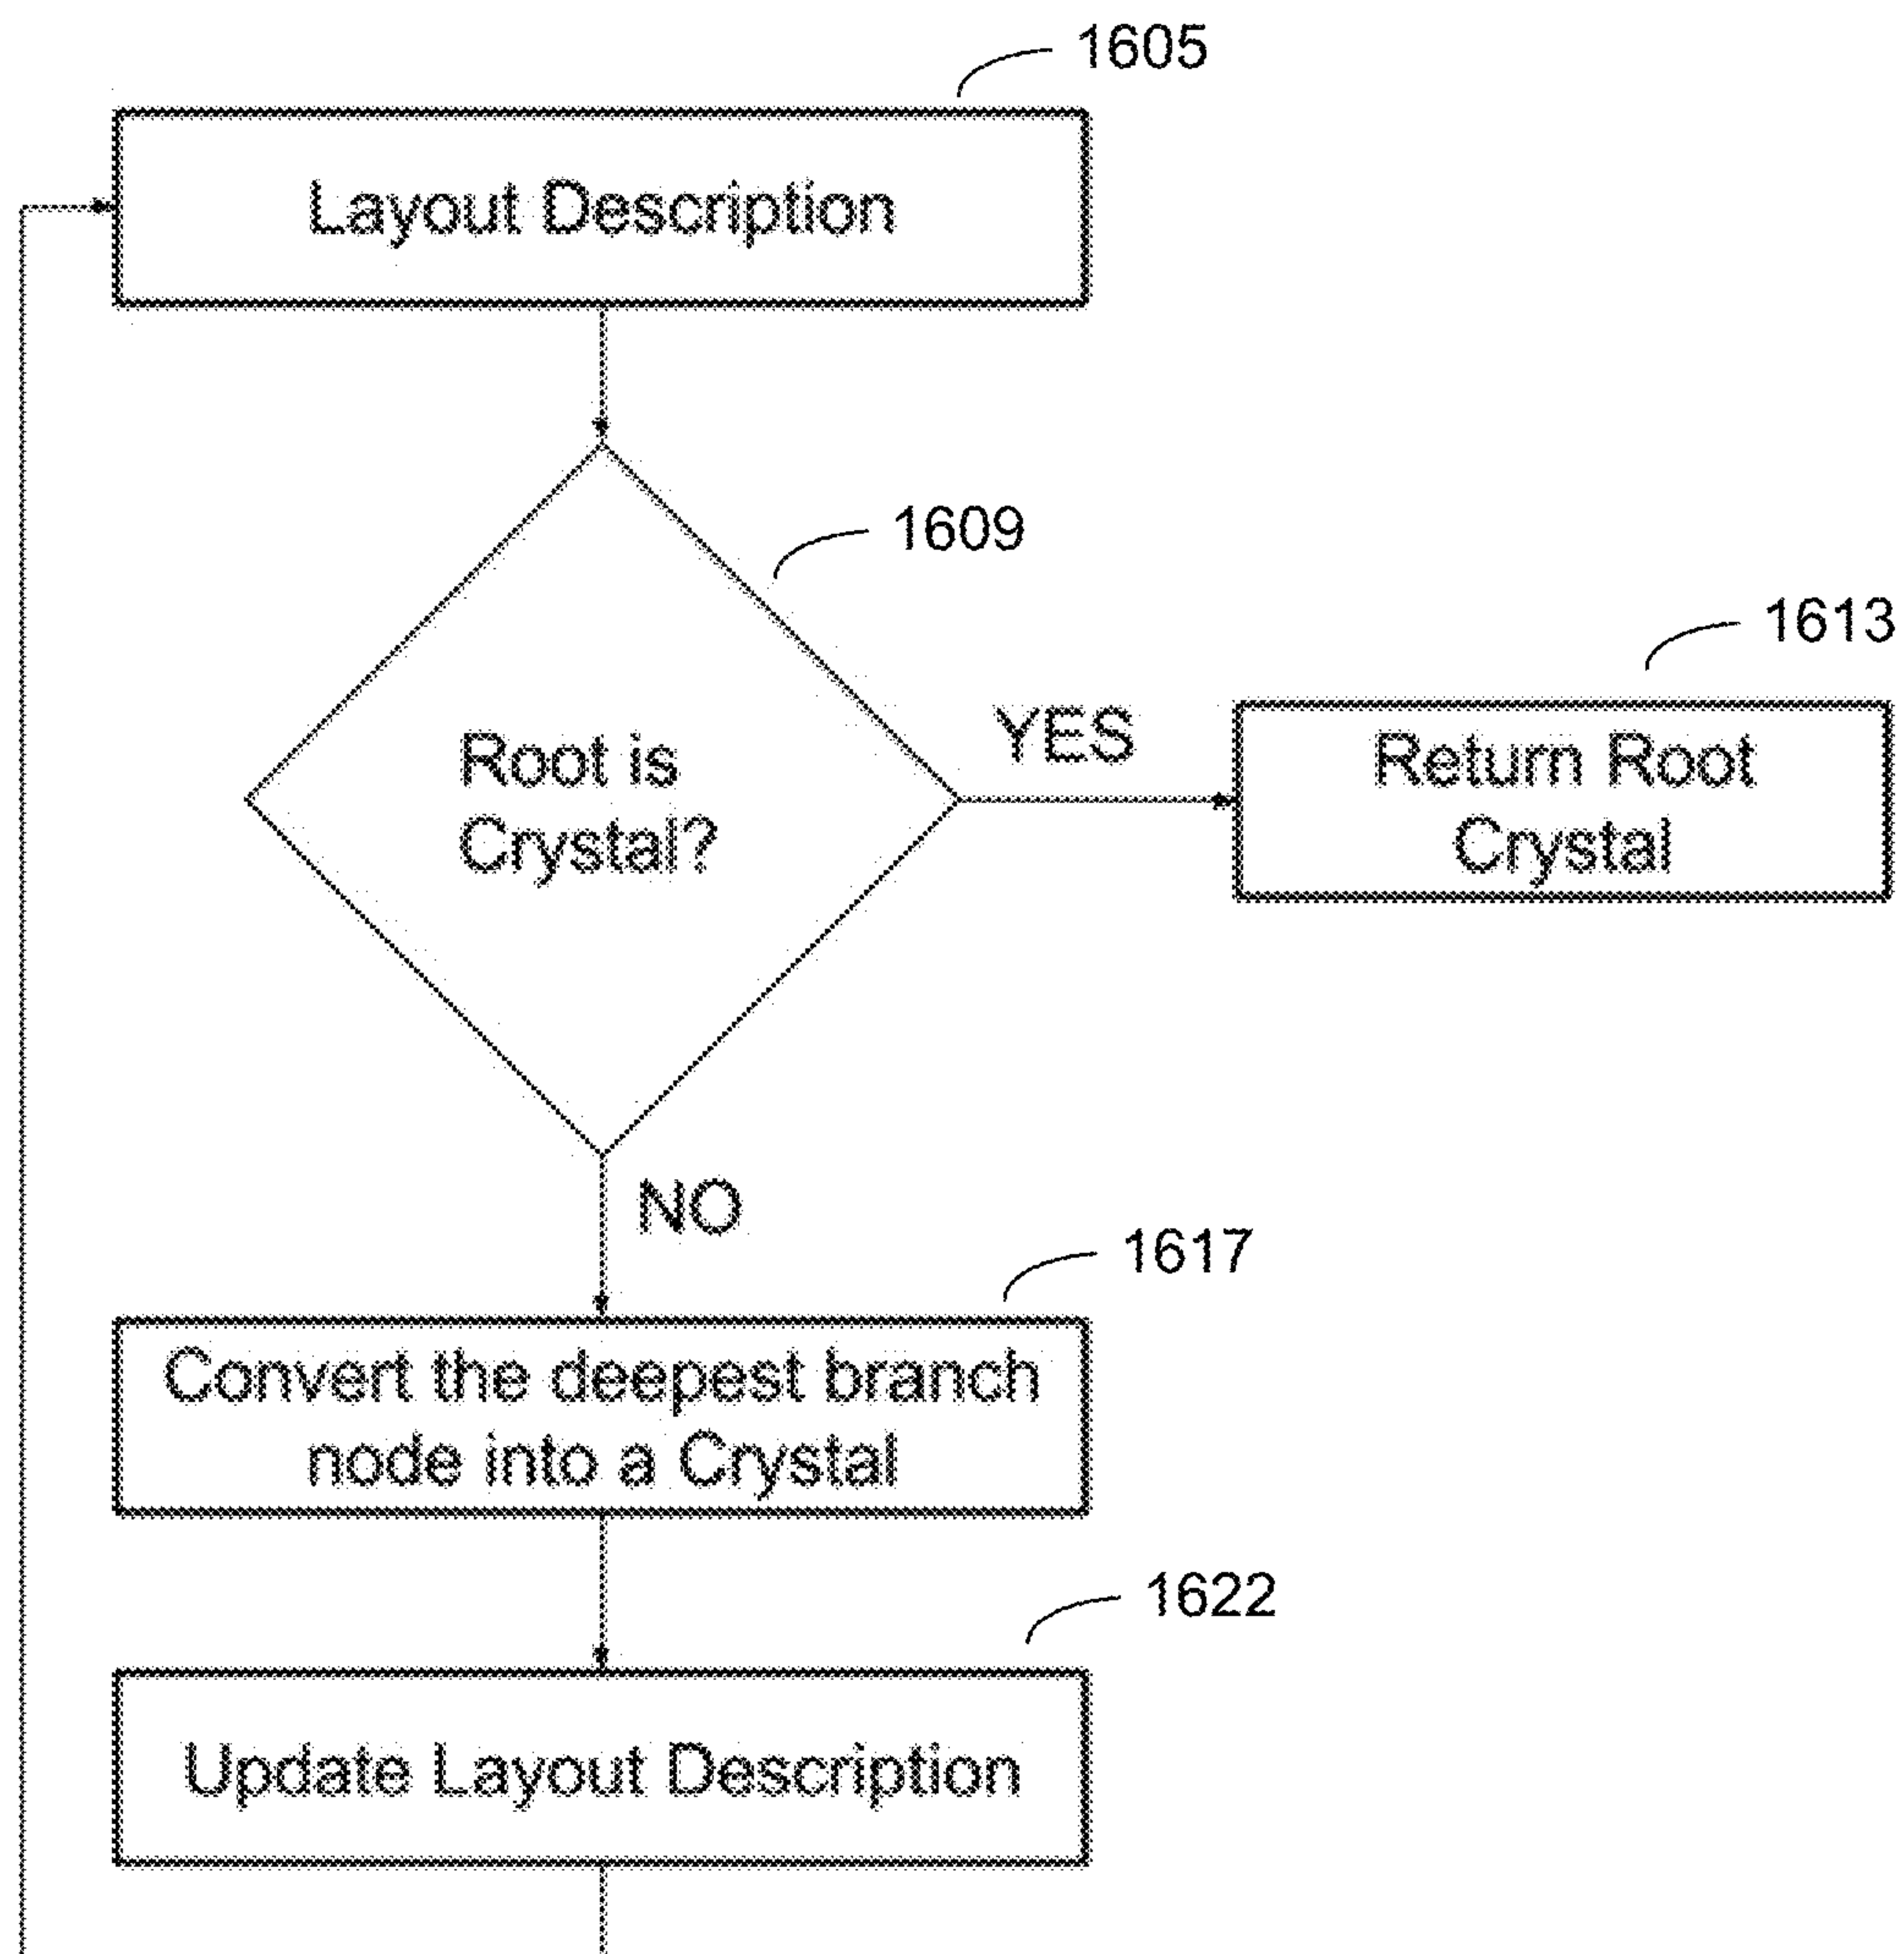 1605
Layout Description
1609
Root is
Crystal?
YES
1613
Return Root
Crystal
NO
1617
Convert the deepest branch
node into a Crystal
1622
Update Layout Description